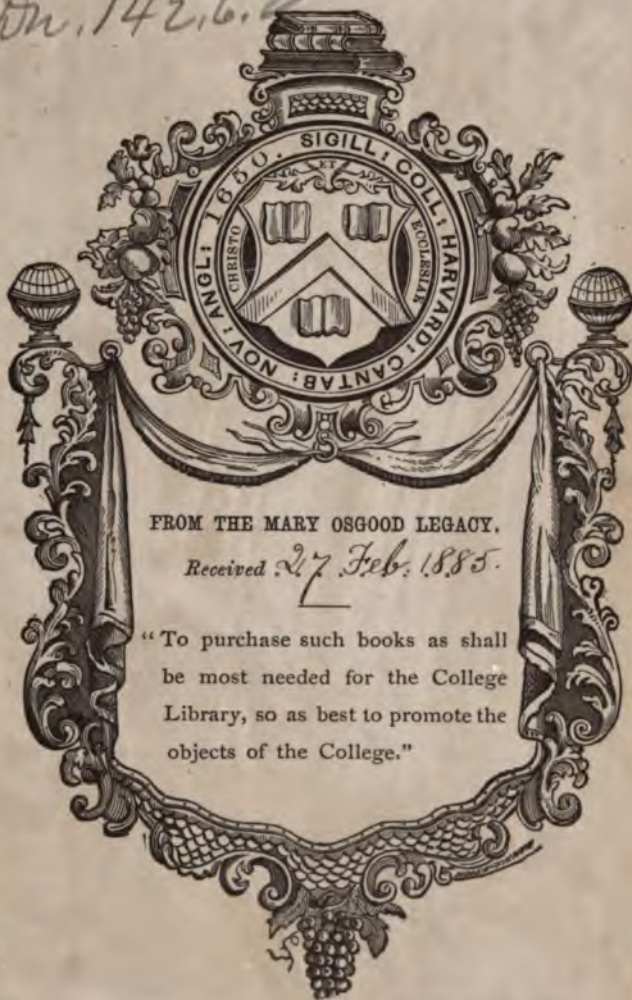 142.6.
SIGILL: COLL: HARVARD: CANTAB: NOV: ANGL: 1650.
ET
CHRISTO
ECCLESIAE
FROM THE MARY OSGOOD LEGACY.
Received 27 Feb. 1885.
"To purchase such books as shall
be most needed for the College
Library, so as best to promote the
objects of the College."